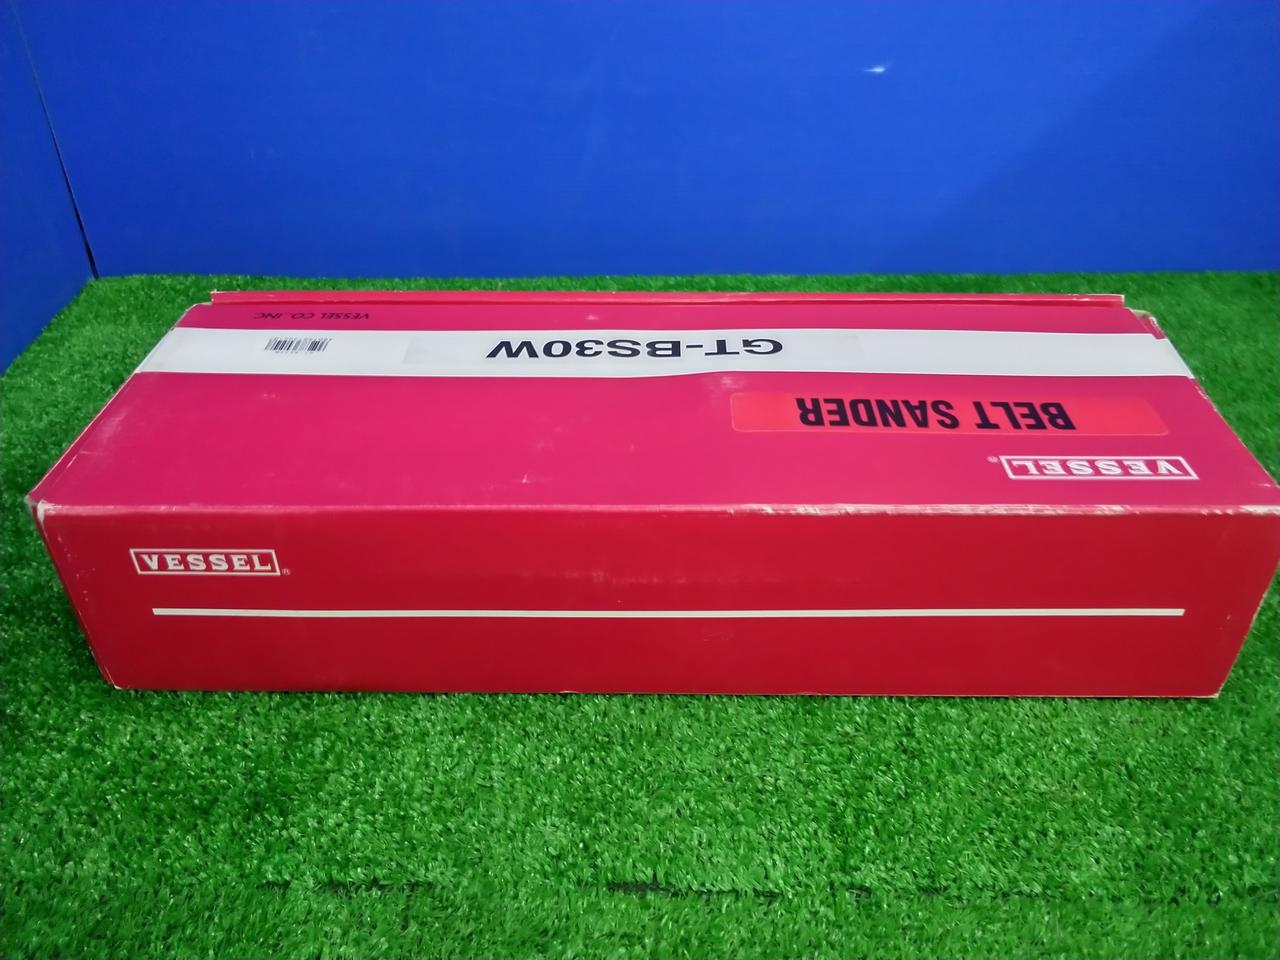 VESSEL®
BELT SANDER
GT-BS30W
VESSEL CO.,INC.
VESSEL®